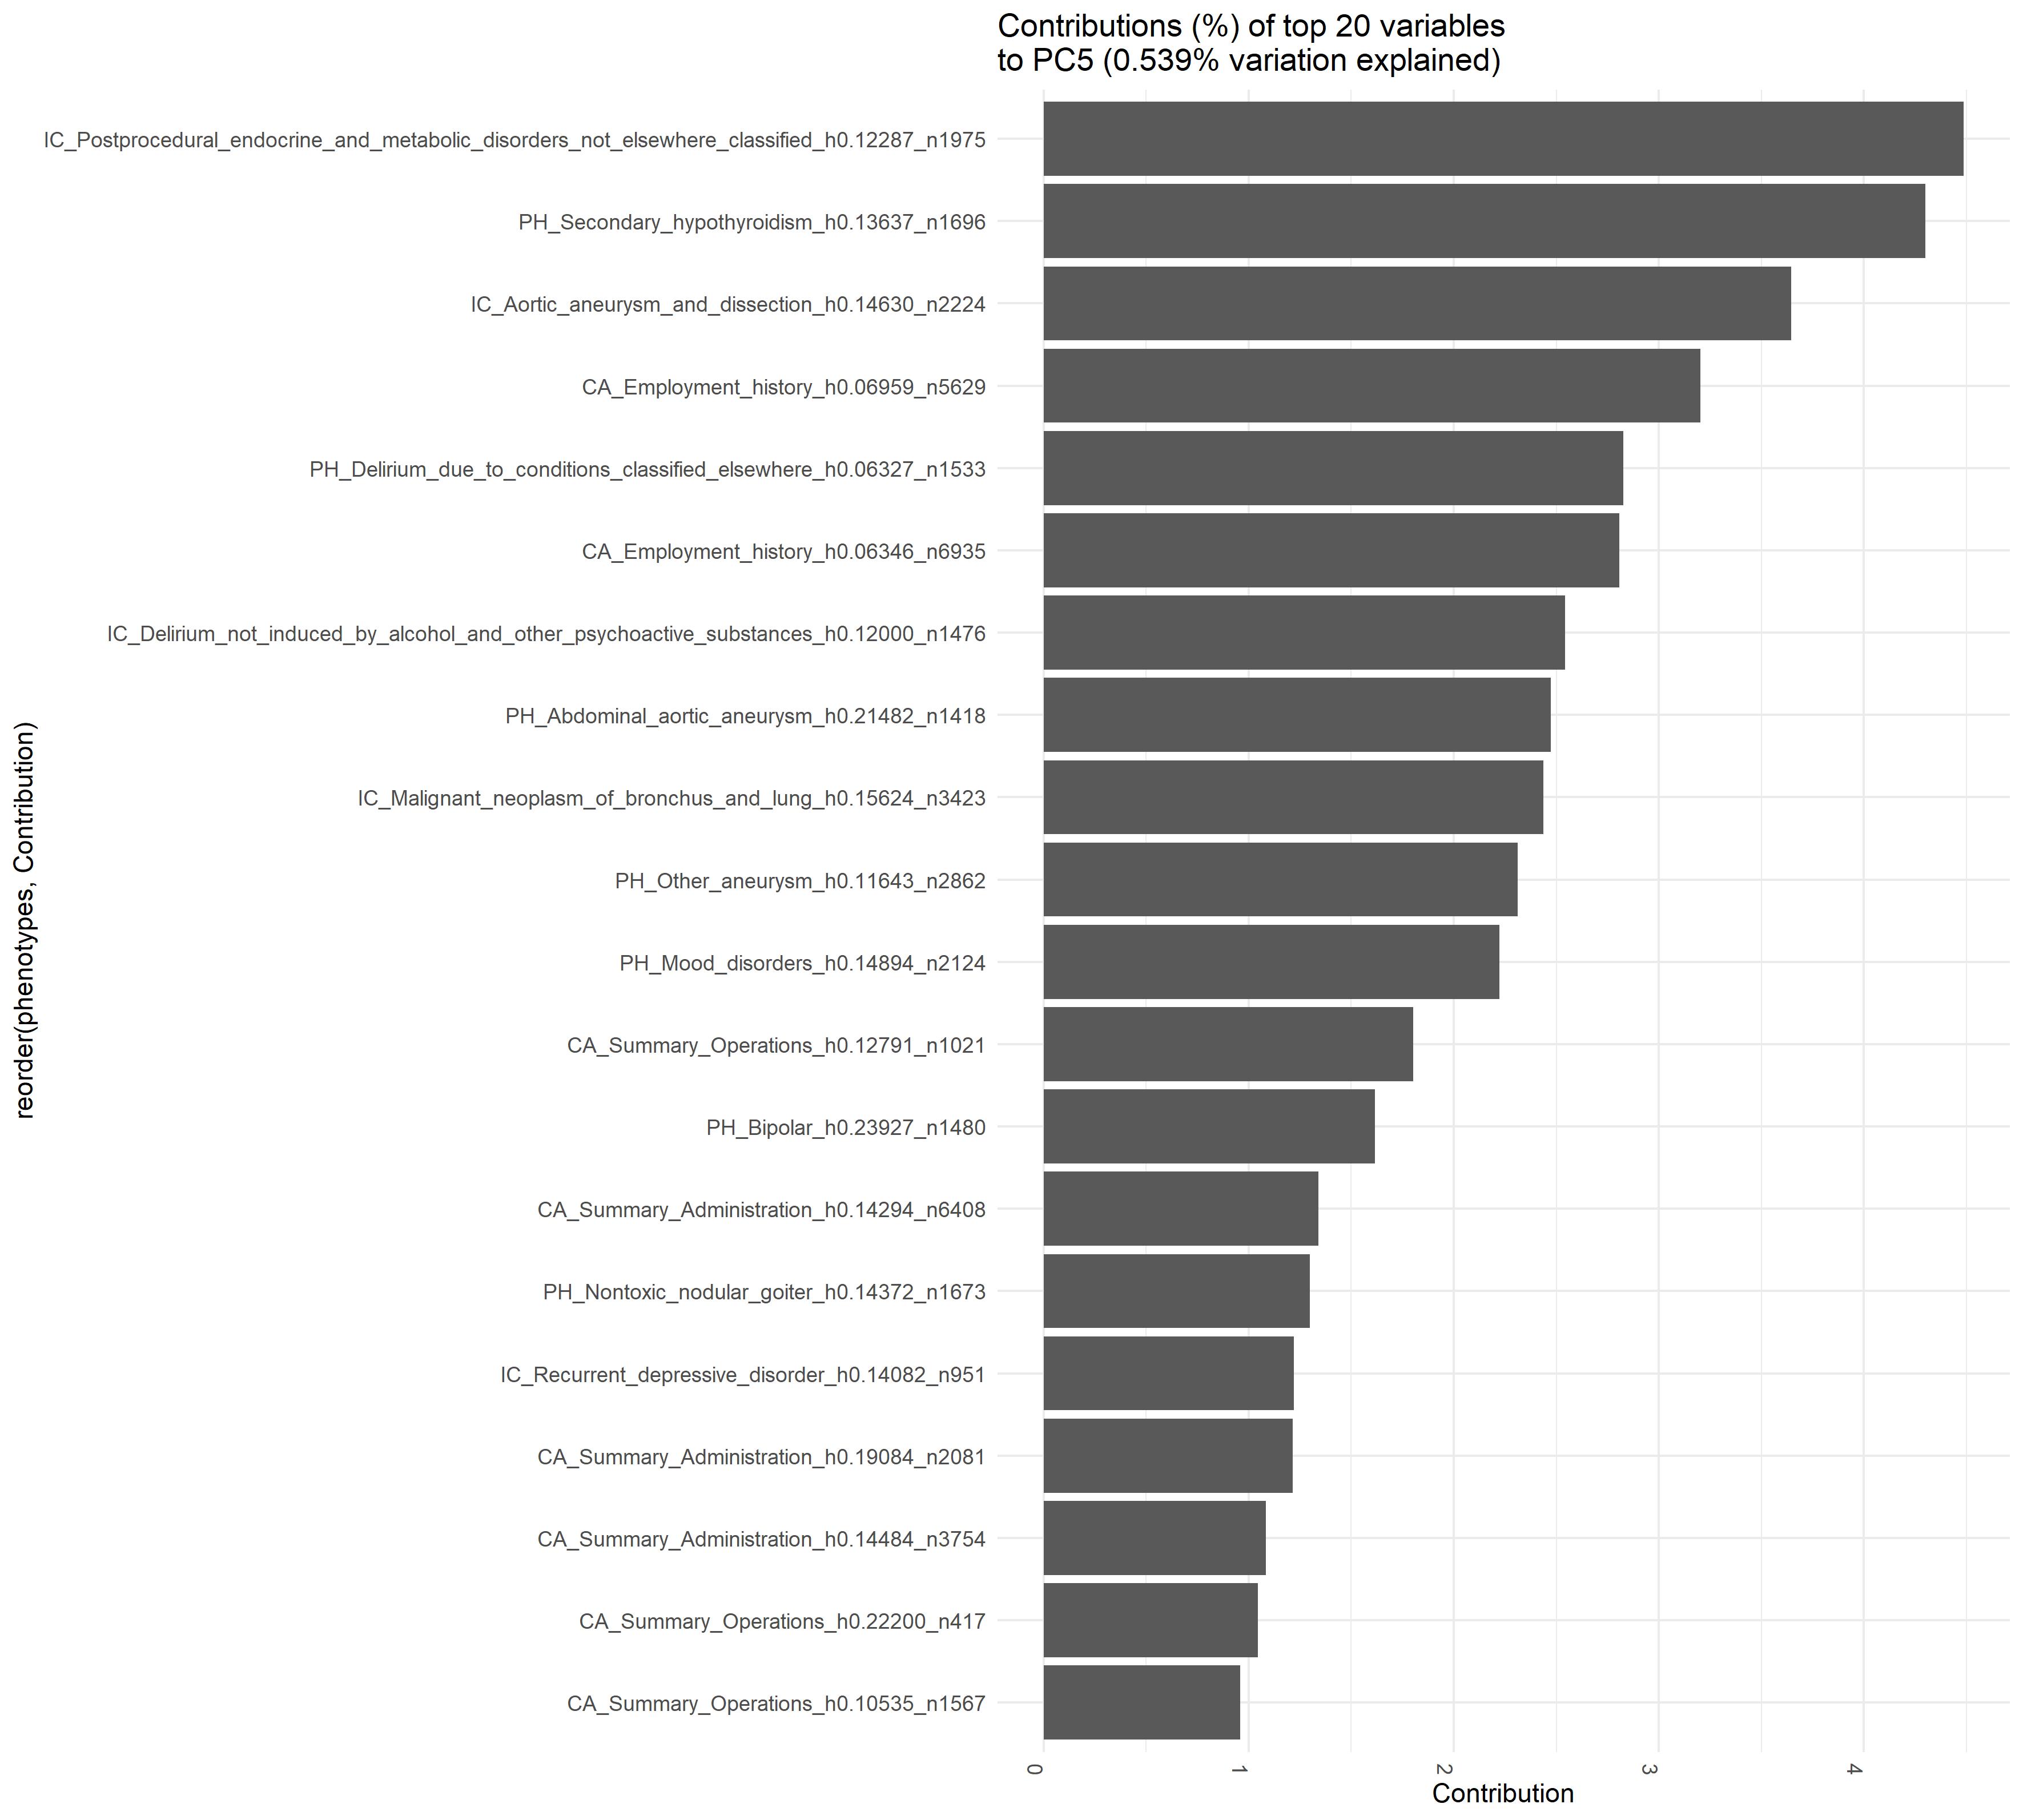 Contributions (%) of top 20 variables
to PC5 (0.539% variation explained)
IC_Postprocedural_endocrine_and_metabolic_disorders_not_elsewhere_classified_h0.12287_n1975
PH_Secondary_hypothyroidism_h0.13637_n1696
IC_Aortic_aneurysm_and_dissection_h0.14630_n2224
CA_Employment_history_h0.06959_n5629
PH_Delirium_due_to_conditions_classified_elsewhere_h0.06327_n1533
CA_Employment_history_h0.06346_n6935
IC_Delirium_not_induced_by_alcohol_and_other_psychoactive_substances_h0.12000_n1476
PH_Abdominal_aortic_aneurysm_h0.21482_n1418
IC_Malignant_neoplasm_of_bronchus_and_lung_h0.15624_n3423
PH_Other_aneurysm_h0.11643_n2862
PH_Mood_disorders_h0.14894_n2124
CA_Summary_Operations_h0.12791_n1021
PH_Bipolar_h0.23927_n1480
CA_Summary_Administration_h0.14294_n6408
PH_Nontoxic_nodular_goiter_h0.14372_n1673
IC_Recurrent_depressive_disorder_h0.14082_n951
CA_Summary_Administration_h0.19084_n2081
CA_Summary_Administration_h0.14484_n3754
CA_Summary_Operations_h0.22200_n417
CA_Summary_Operations_h0.10535_n1567
reorder(phenotypes, Contribution)
0 1 2 3 4
Contribution